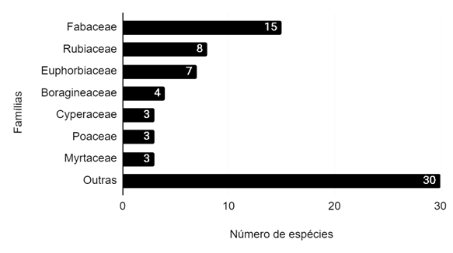 Fabaceae 15
Rubiaceae 8
Euphorbiaceae 7
Boragineaceae 4
Cyperaceae 3
Poaceae 3
Myrtaceae 3
Outras 30
0 10 20 30
Número de espécies
Famílias